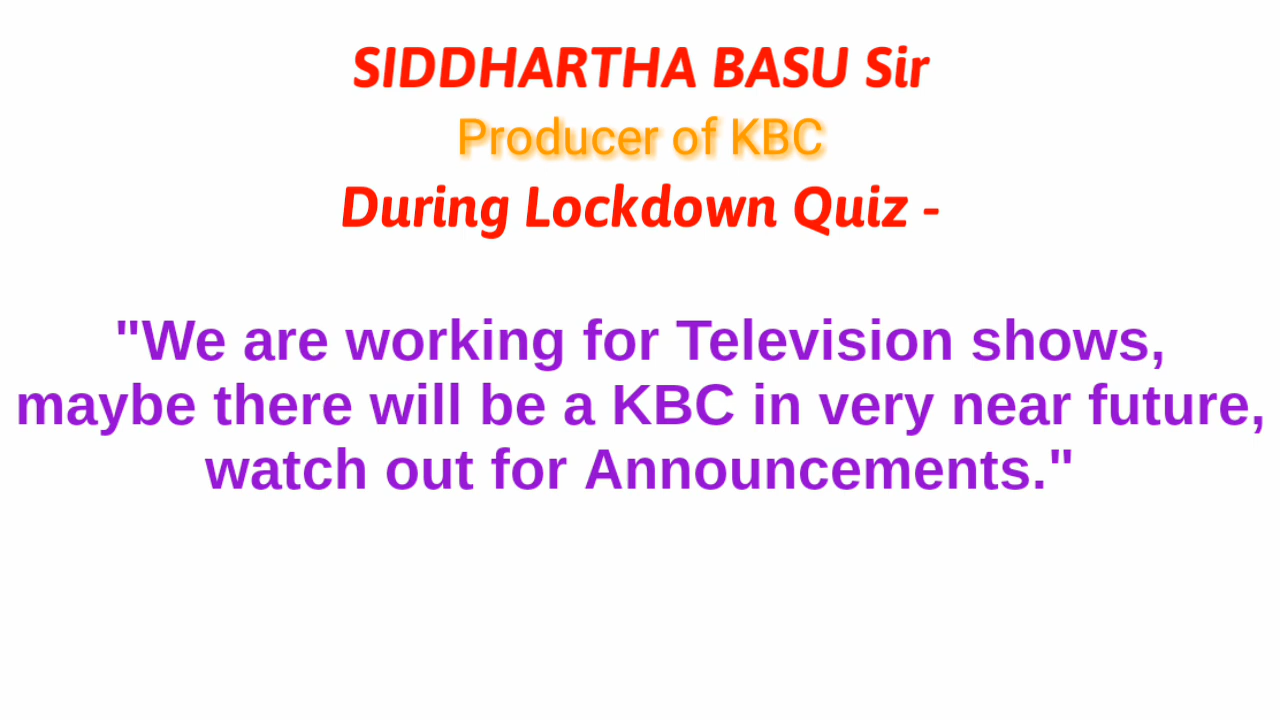 SIDDHARTHA BASU Sir
Producer of KBC
During Lockdown Quiz -
"We are working for Television shows,
maybe there will be a KBC in very near future,
watch out for Announcements."